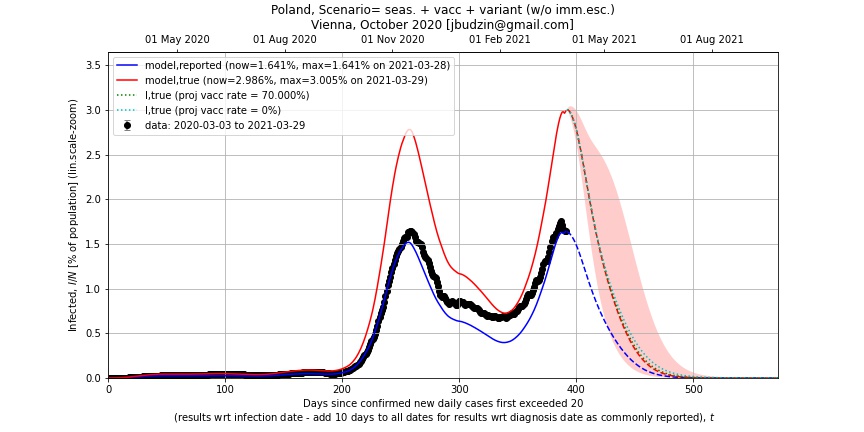 Poland, Scenario= seas. + vacc + variant (w/o imm.esc.)
Vienna, October 2020 [jbudzin@gmail.com]
01 May 2020 01 Aug 2020 01 Nov 2020 01 Feb 2021 01 May 2021 01 Aug 2021
model,reported (now=1.641%, max=1.641% on 2021-03-28)
model,true (now=2.986%, max=3.005% on 2021-03-29)
I,true (proj vacc rate = 70.000%)
I,true (proj vacc rate = 0%)
data: 2020-03-03 to 2021-03-29
Infected, I/N [% of population] (lin.scale-zoom)
3.5
3.0
2.5
2.0
1.5
1.0
0.5
0.0
0 100 200 300 400 500
Days since confirmed new daily cases first exceeded 20
(results wrt infection date - add 10 days to all dates for results wrt diagnosis date as commonly reported), t